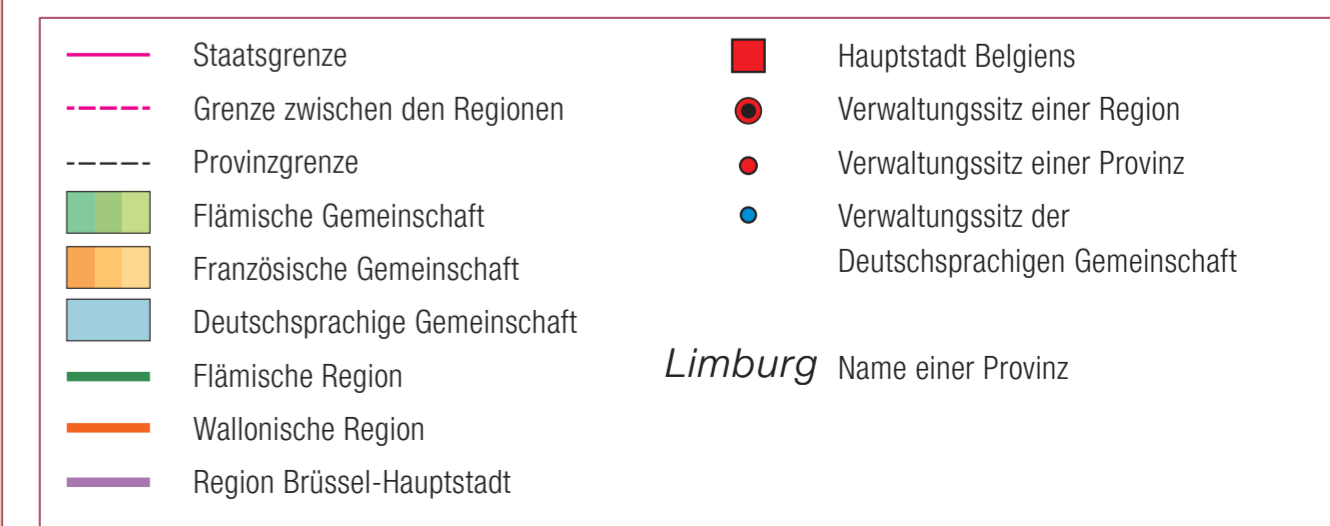 Staatsgrenze
Grenze zwischen den Regionen
Provinzgrenze
Flämische Gemeinschaft
Französische Gemeinschaft
Deutschsprachige Gemeinschaft
Flämische Region
Wallonische Region
Region Brüssel-Hauptstadt
Hauptstadt Belgiens
Verwaltungssitz einer Region
Verwaltungssitz einer Provinz
Verwaltungssitz der
Deutschsprachigen Gemeinschaft
Limburg Name einer Provinz